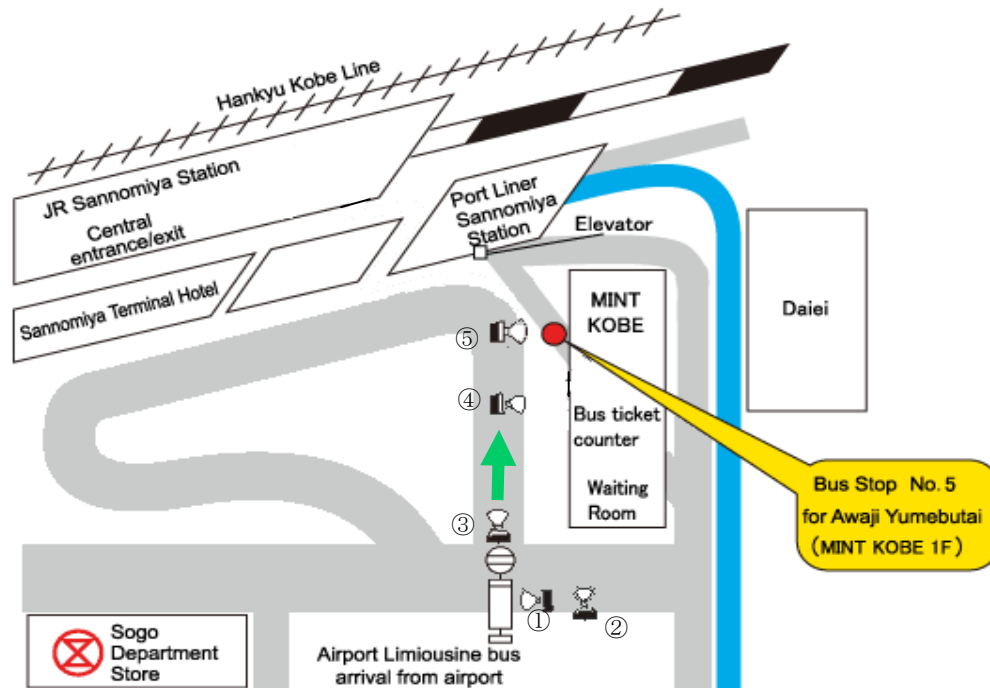 Hankyu Kobe Line
JR Sannomiya Station
Central
entrance/exit
Port Liner
Sannomiya
Station
Elevator
Sannomiya Terminal Hotel
MINT
KOBE
Daiei
⑤
④
Bus ticket
counter
Waiting
Room
Bus Stop No. 5
for Awaji Yumebutai
(MINT KOBE 1F)
③
①
②
Sogo
Department
Store
Airport Limiousine bus
arrival from airport